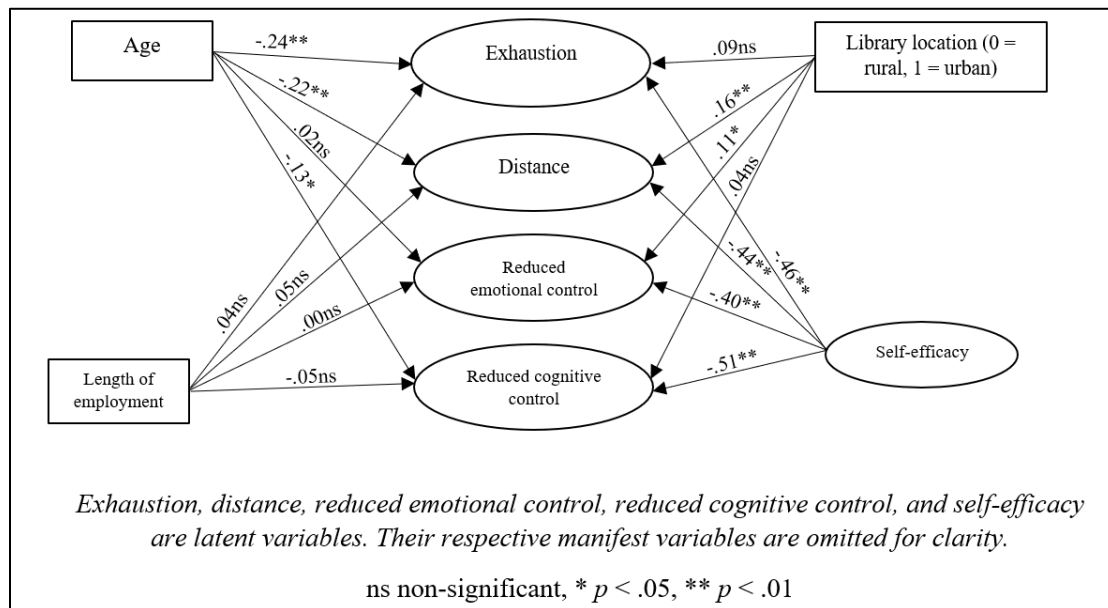 Age
Exhaustion
Library location (0 =
rural, 1 = urban)
-.24**
.09ns
-.22**
.16**
.02ns
.11*
-.13*
.04ns
Distance
-.44**
-.46**
.04ns
.05ns
Reduced
emotional control
-.40**
.00ns
Self-efficacy
-.51**
Length of
employment
-.05ns
Reduced cognitive
control
Exhaustion, distance, reduced emotional control, reduced cognitive control, and self-efficacy
are latent variables. Their respective manifest variables are omitted for clarity.
ns non-significant, * p < .05, ** p < .01